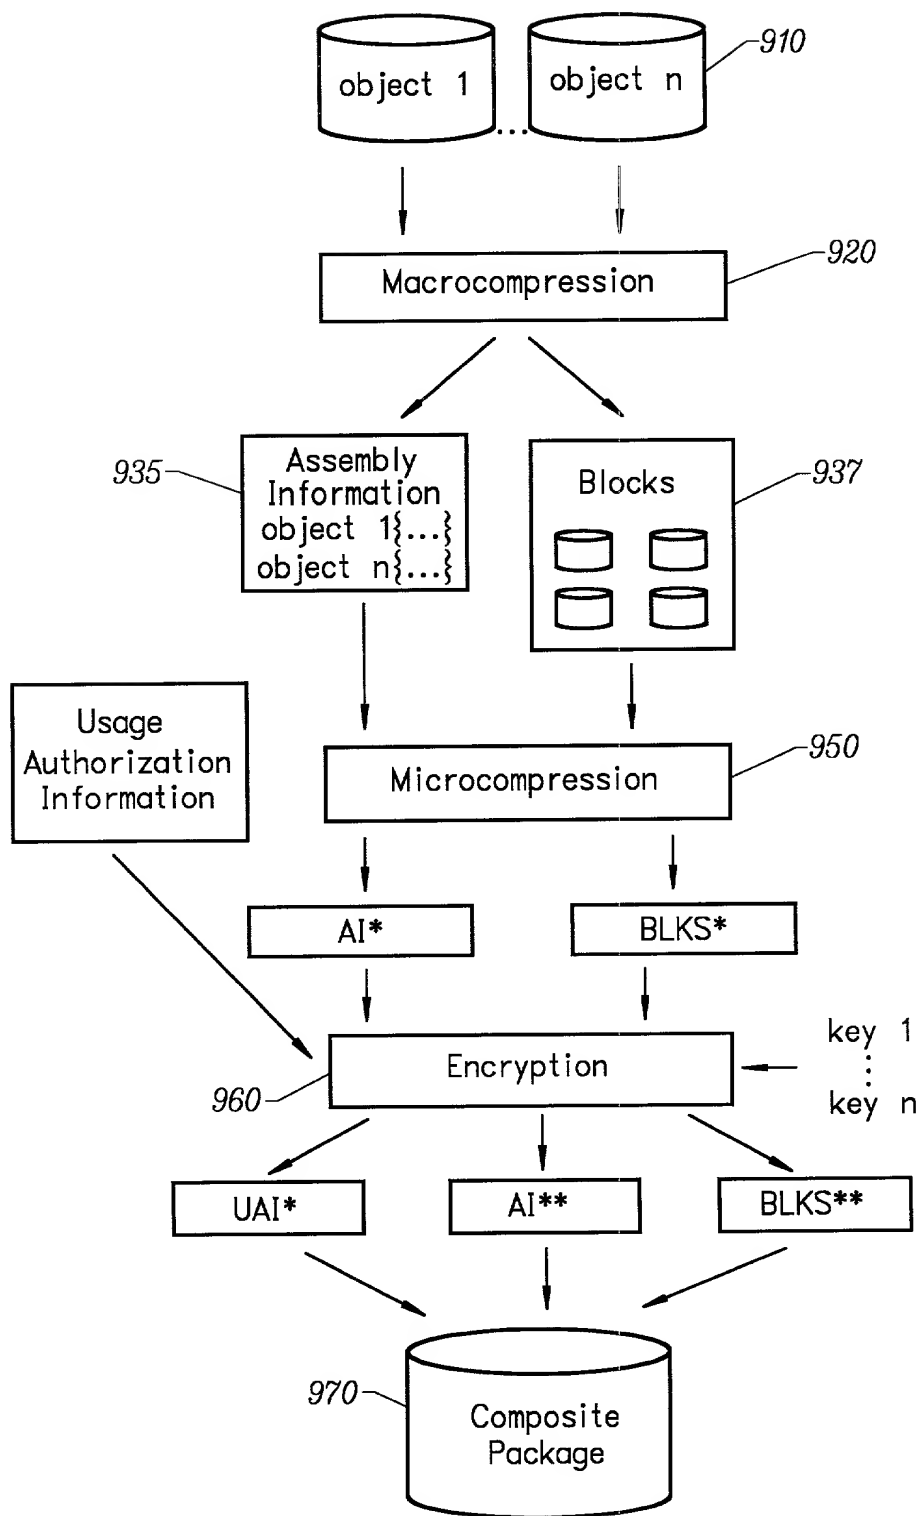 object 1
object n
910
...
Macrocompression
920
935
Assembly
Information
object 1{...}
object n{...}
Blocks
937
Usage
Authorization
Information
Microcompression
950
AI*
BLKS*
Encryption
960
key 1
:
key n
UAI*
AI**
BLKS**
970
Composite
Package